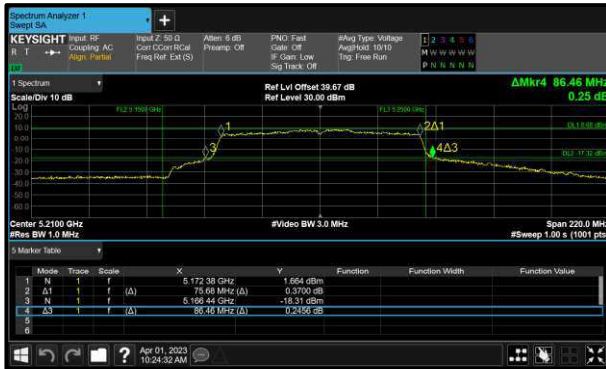 Spectrum Analyzer 1
Swept SA
KEYSIGHT Input: RF Input Z: 50 Ω Atten: 6 dB PNO: Fast #Avg Type: Voltage 1 2 3 4 5 6
R T Coupling: AC Corr CCorr RCal Preamp: Off Gate: Off Avg|Hold: 10/10 M W W W W W
Align: Partial Freq Ref: Ext (S) IF Gain: Low Trig: Free Run P N N N N N
Sig Track: Off
1 Spectrum Ref Lvl Offset 39.67 dB ΔMkr4 86.46 MHz
Scale/Div 10 dB Ref Level 30.00 dBm 0.25 dB
Log
20.0
10.0
0.00
-10.0
-20.0
-30.0
-40.0
-50.0
-60.0
1 2Δ1
3 4Δ3
DL2 -17.32 dBm
Center 5.2100 GHz #Video BW 3.0 MHz Span 220.0 MHz
#Res BW 1.0 MHz #Sweep 1.00 s (1001 pts)
5 Marker Table
Mode Trace Scale X Y Function Function Width Function Value
1 N 1 f 5.172 38 GHz 1.664 dBm
2 Δ1 1 f (Δ) 75.68 MHz (Δ) 0.3700 dB
3 N 1 f 5.166 44 GHz -18.31 dBm
4 Δ3 1 f (Δ) 86.46 MHz (Δ) 0.2456 dB
5
6
? Apr 01, 2023
10:24:32 AM